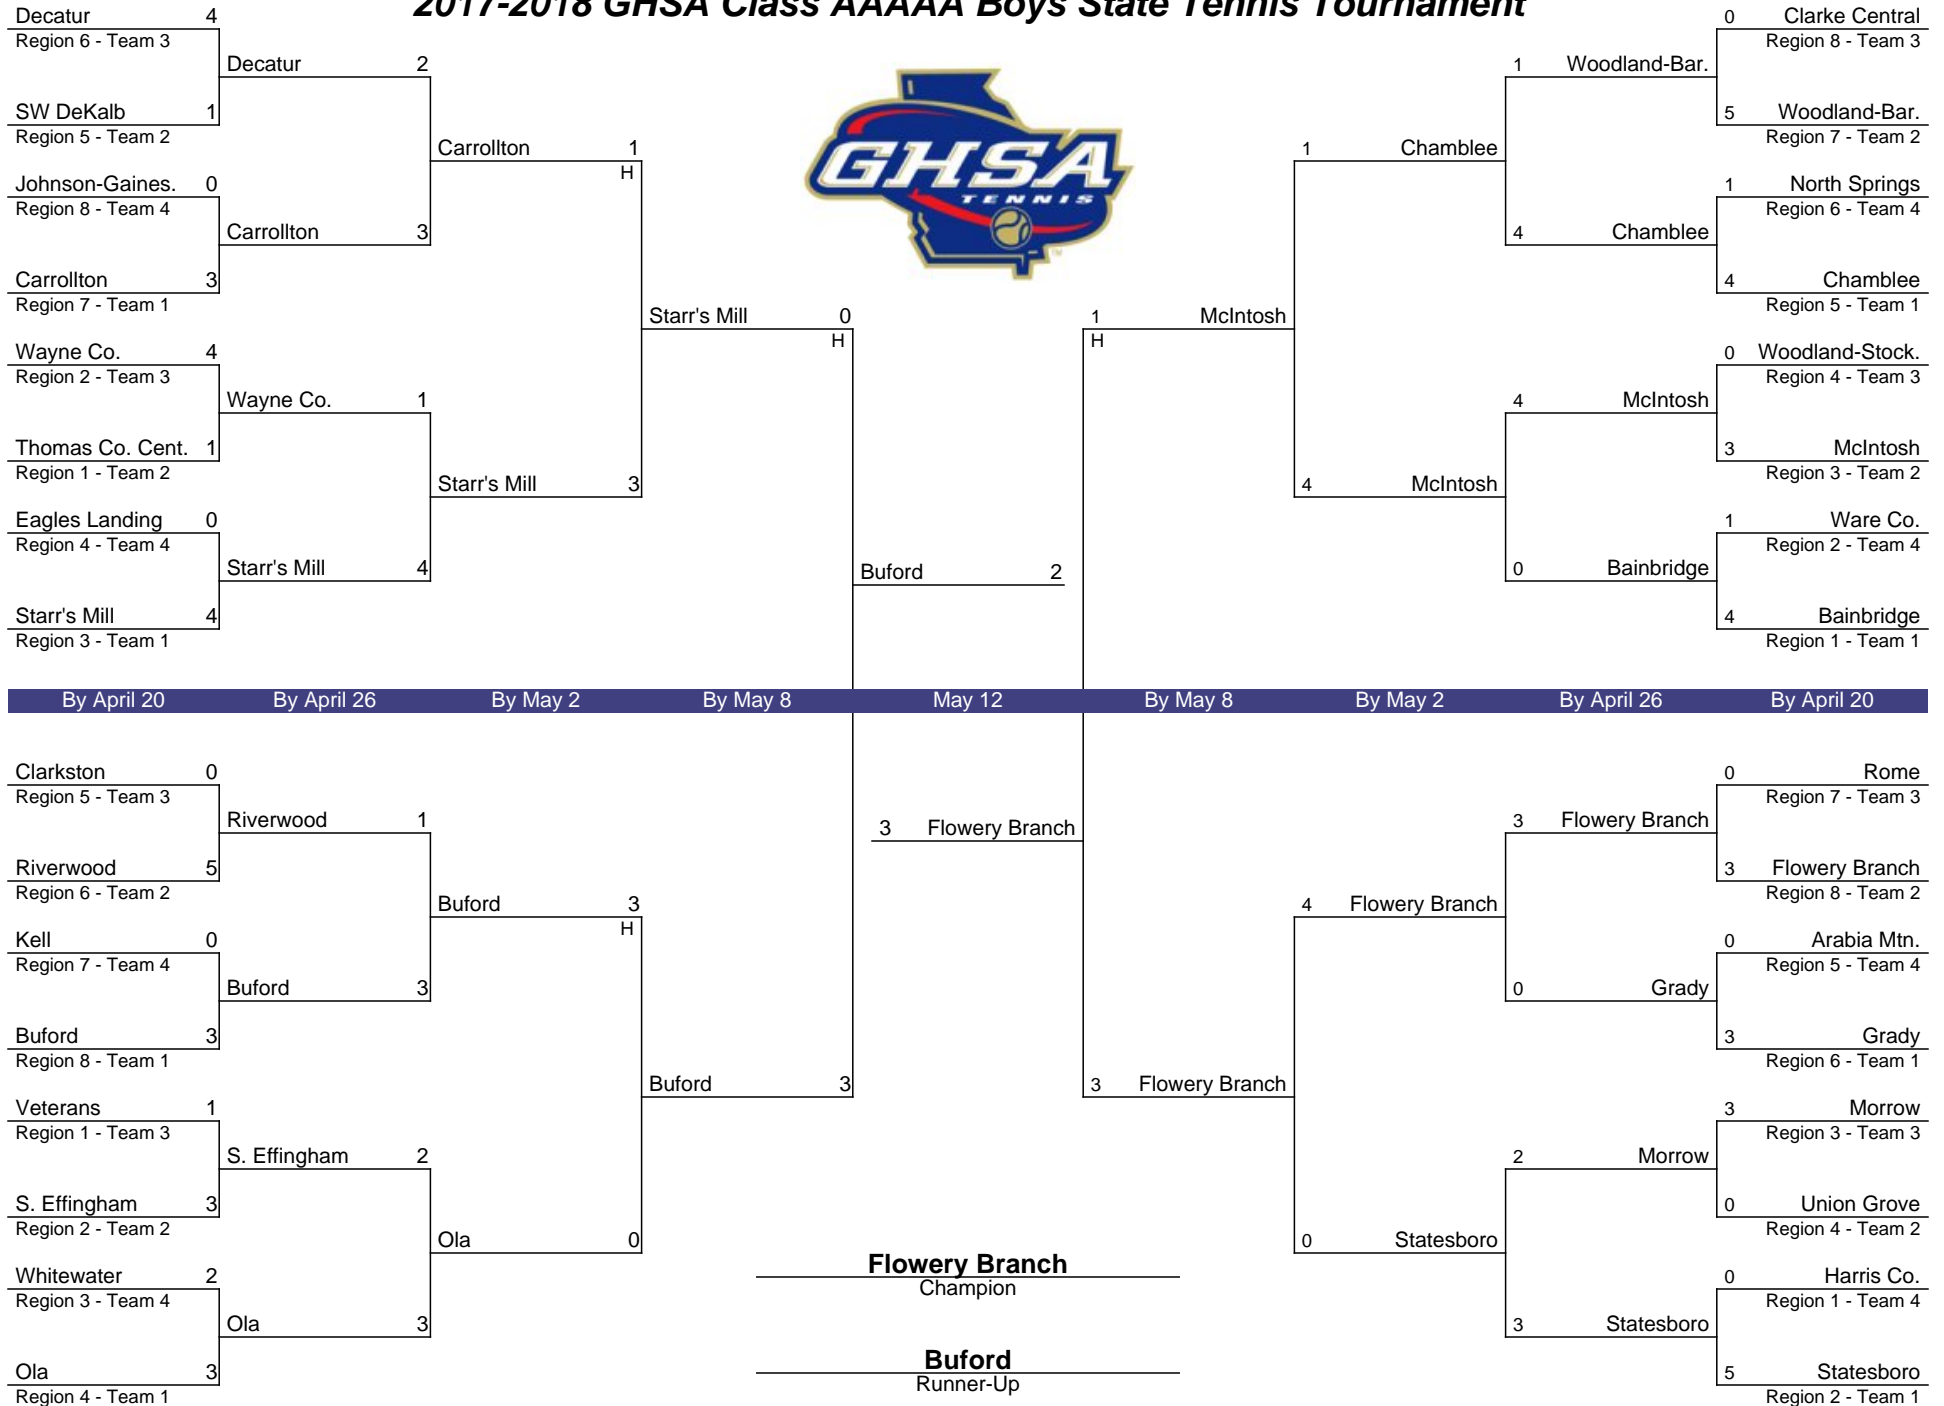 2017-2018 GHSA Class AAAAA Boys State Tennis Tournament
Decatur 4
Region 6 - Team 3
Decatur 2
SW DeKalb 1
Region 5 - Team 2
Carrollton 1
H
Johnson-Gaines. 0
Region 8 - Team 4
Carrollton 3
Carrollton 3
Region 7 - Team 1
Starr's Mill 0
H
Wayne Co. 4
Region 2 - Team 3
Wayne Co. 1
Thomas Co. Cent. 1
Region 1 - Team 2
Starr's Mill 3
Eagles Landing 0
Region 4 - Team 4
Starr's Mill 4
Starr's Mill 4
Region 3 - Team 1
Buford 2
GHSA
TENNIS
TM
0 Clarke Central
Region 8 - Team 3
1 Woodland-Bar.
5 Woodland-Bar.
Region 7 - Team 2
1 Chamblee
1 North Springs
Region 6 - Team 4
4 Chamblee
4 Chamblee
Region 5 - Team 1
1 McIntosh
H
0 Woodland-Stock.
Region 4 - Team 3
4 McIntosh
3 McIntosh
Region 3 - Team 2
4 McIntosh
1 Ware Co.
Region 2 - Team 4
0 Bainbridge
4 Bainbridge
Region 1 - Team 1
By April 20 By April 26 By May 2 By May 8 May 12 By May 8 By May 2 By April 26 By April 20
Clarkston 0
Region 5 - Team 3
Riverwood 1
Riverwood 5
Region 6 - Team 2
Buford 3
H
Kell 0
Region 7 - Team 4
Buford 3
Buford 3
Region 8 - Team 1
Buford 3
Veterans 1
Region 1 - Team 3
S. Effingham 2
S. Effingham 3
Region 2 - Team 2
Ola 0
Whitewater 2
Region 3 - Team 4
Ola 3
Ola 3
Region 4 - Team 1
3 Flowery Branch
0 Rome
Region 7 - Team 3
3 Flowery Branch
3 Flowery Branch
Region 8 - Team 2
4 Flowery Branch
0 Arabia Mtn.
Region 5 - Team 4
0 Grady
3 Grady
Region 6 - Team 1
3 Flowery Branch
3 Morrow
Region 3 - Team 3
2 Morrow
0 Union Grove
Region 4 - Team 2
0 Statesboro
0 Harris Co.
Region 1 - Team 4
3 Statesboro
5 Statesboro
Region 2 - Team 1
Flowery Branch
Champion
Buford
Runner-Up